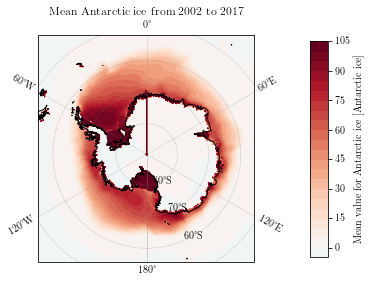 Mean Antarctic ice from 2002 to 2017
0°
60°W
60°E
80°S
70°S
60°S
120°W
120°E
180°
105
90
75
60
45
30
15
0
Mean value for Antarctic ice [Antarctic ice]